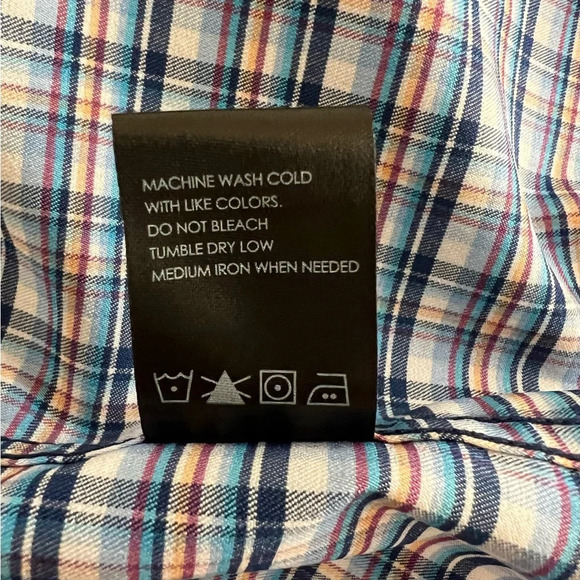 MACHINE WASH COLD
WITH LIKE COLORS.
DO NOT BLEACH
TUMBLE DRY LOW
MEDIUM IRON WHEN NEEDED